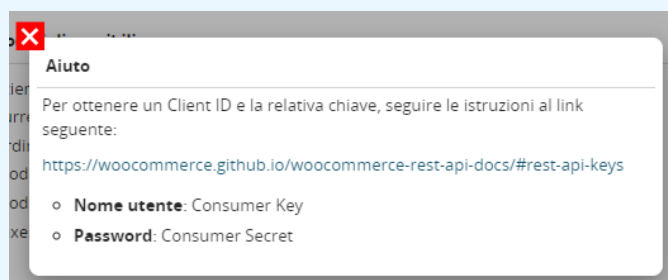 Aiuto
Per ottenere un Client ID e la relativa chiave, seguire le istruzioni al link
seguente:
https://woocommerce.github.io/woocommerce-rest-api-docs/#rest-api-keys
Nome utente: Consumer Key
Password: Consumer Secret